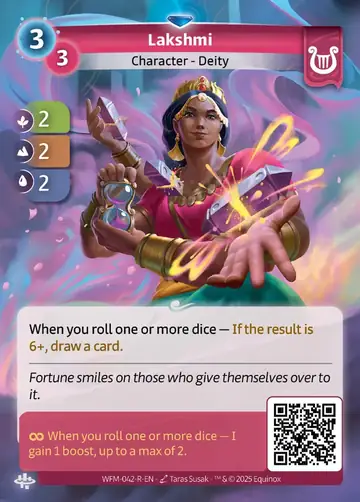 3
3
Lakshmi
Character - Deity
2
2
2
When you roll one or more dice — If the result is
6+, draw a card.
Fortune smiles on those who give themselves over to
it.
∞ When you roll one or more dice — I
gain 1 boost, up to a max of 2.
WFM-042-R-EN - Taras Susak - ™ & © 2025 Equinox